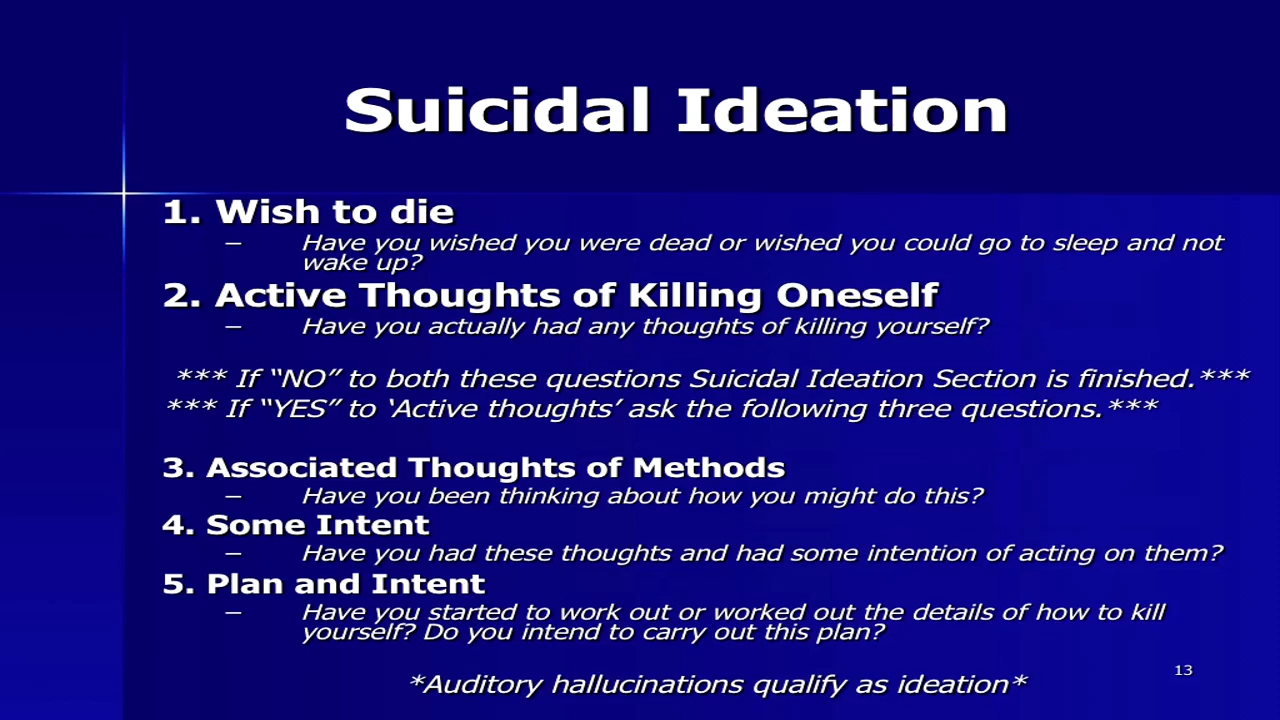 Suicidal Ideation
1. Wish to die
– Have you wished you were dead or wished you could go to sleep and not
wake up?
2. Active Thoughts of Killing Oneself
– Have you actually had any thoughts of killing yourself?
*** If “NO” to both these questions Suicidal Ideation Section is finished.***
*** If “YES” to ‘Active thoughts’ ask the following three questions.***
3. Associated Thoughts of Methods
– Have you been thinking about how you might do this?
4. Some Intent
– Have you had these thoughts and had some intention of acting on them?
5. Plan and Intent
– Have you started to work out or worked out the details of how to kill
yourself? Do you intend to carry out this plan?
13
*Auditory hallucinations qualify as ideation*